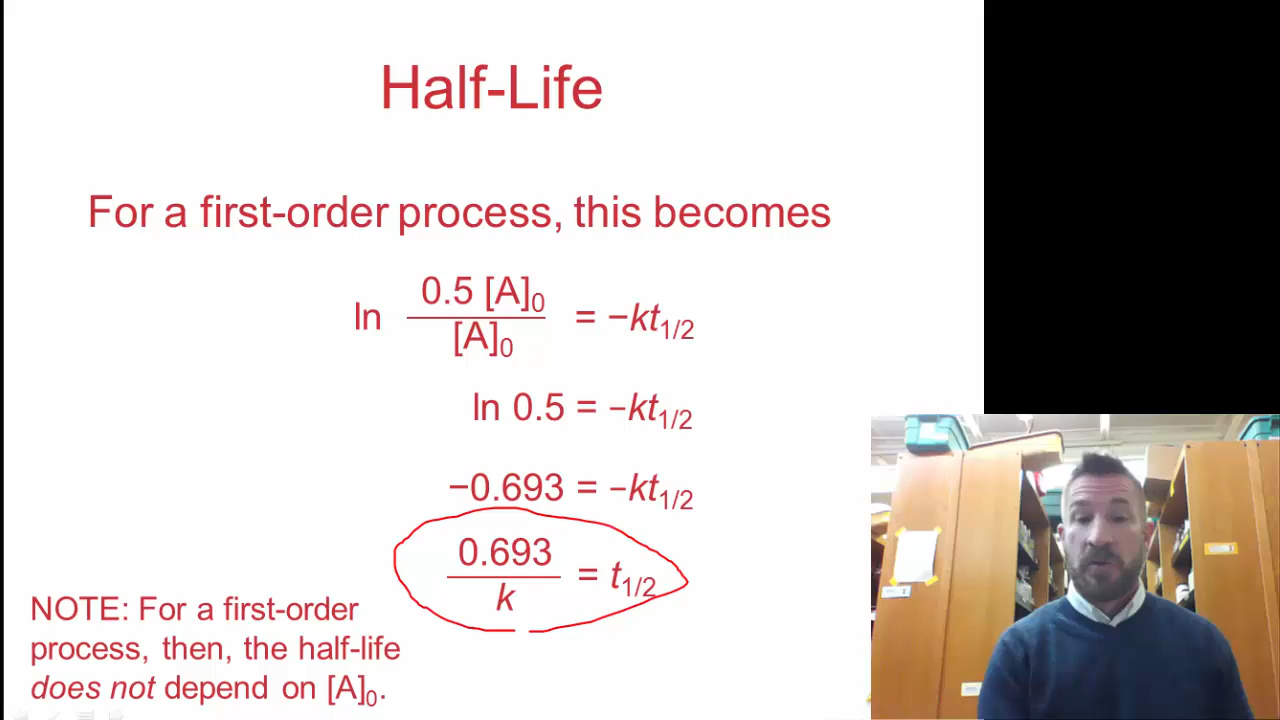 Half-Life
For a first-order process, this becomes
ln 0.5 [A]₀ / [A]₀ = −kt₁/₂
ln 0.5 = −kt₁/₂
−0.693 = −kt₁/₂
0.693 / k = t₁/₂
NOTE: For a first-order
process, then, the half-life
does not depend on [A]₀.